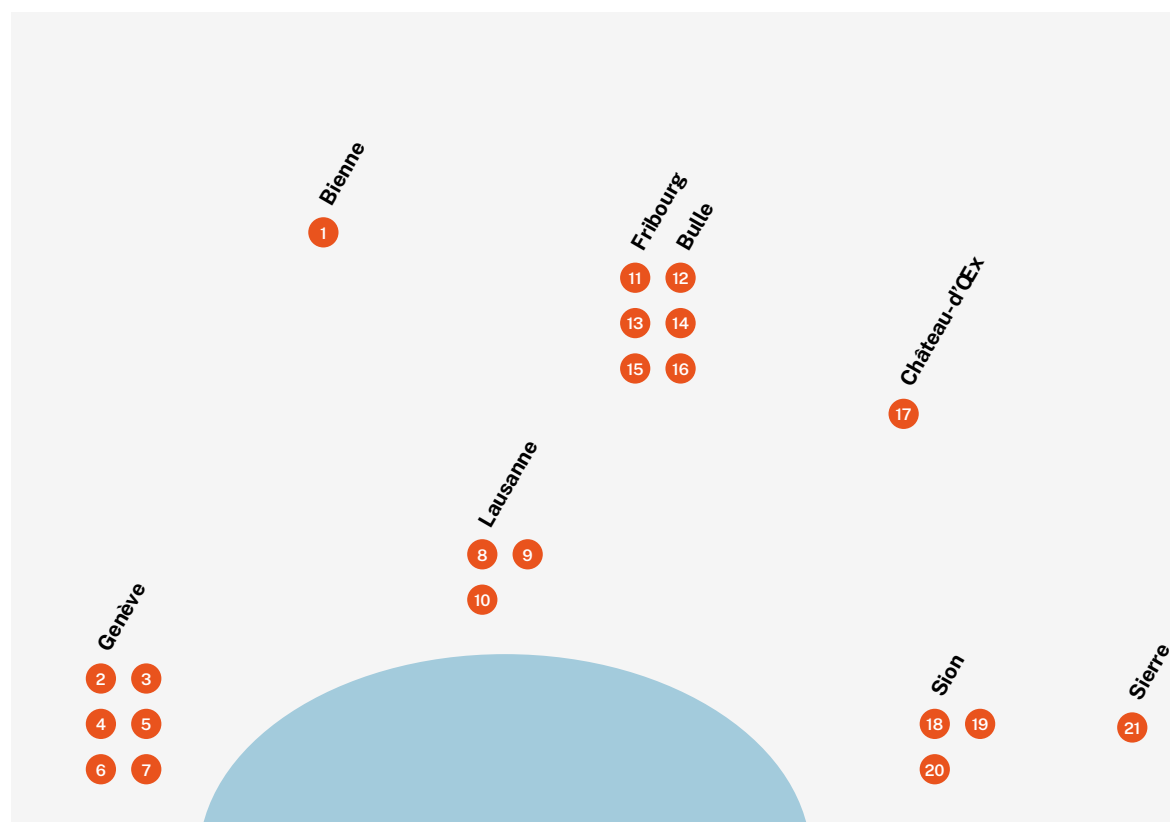 Bienne
1
Fribourg
Bulle
11 12
13 14
15 16
Château-d'Œx
17
Lausanne
8 9
10
Genève
2 3
4 5
6 7
Sion
18 19
20
Sierre
21